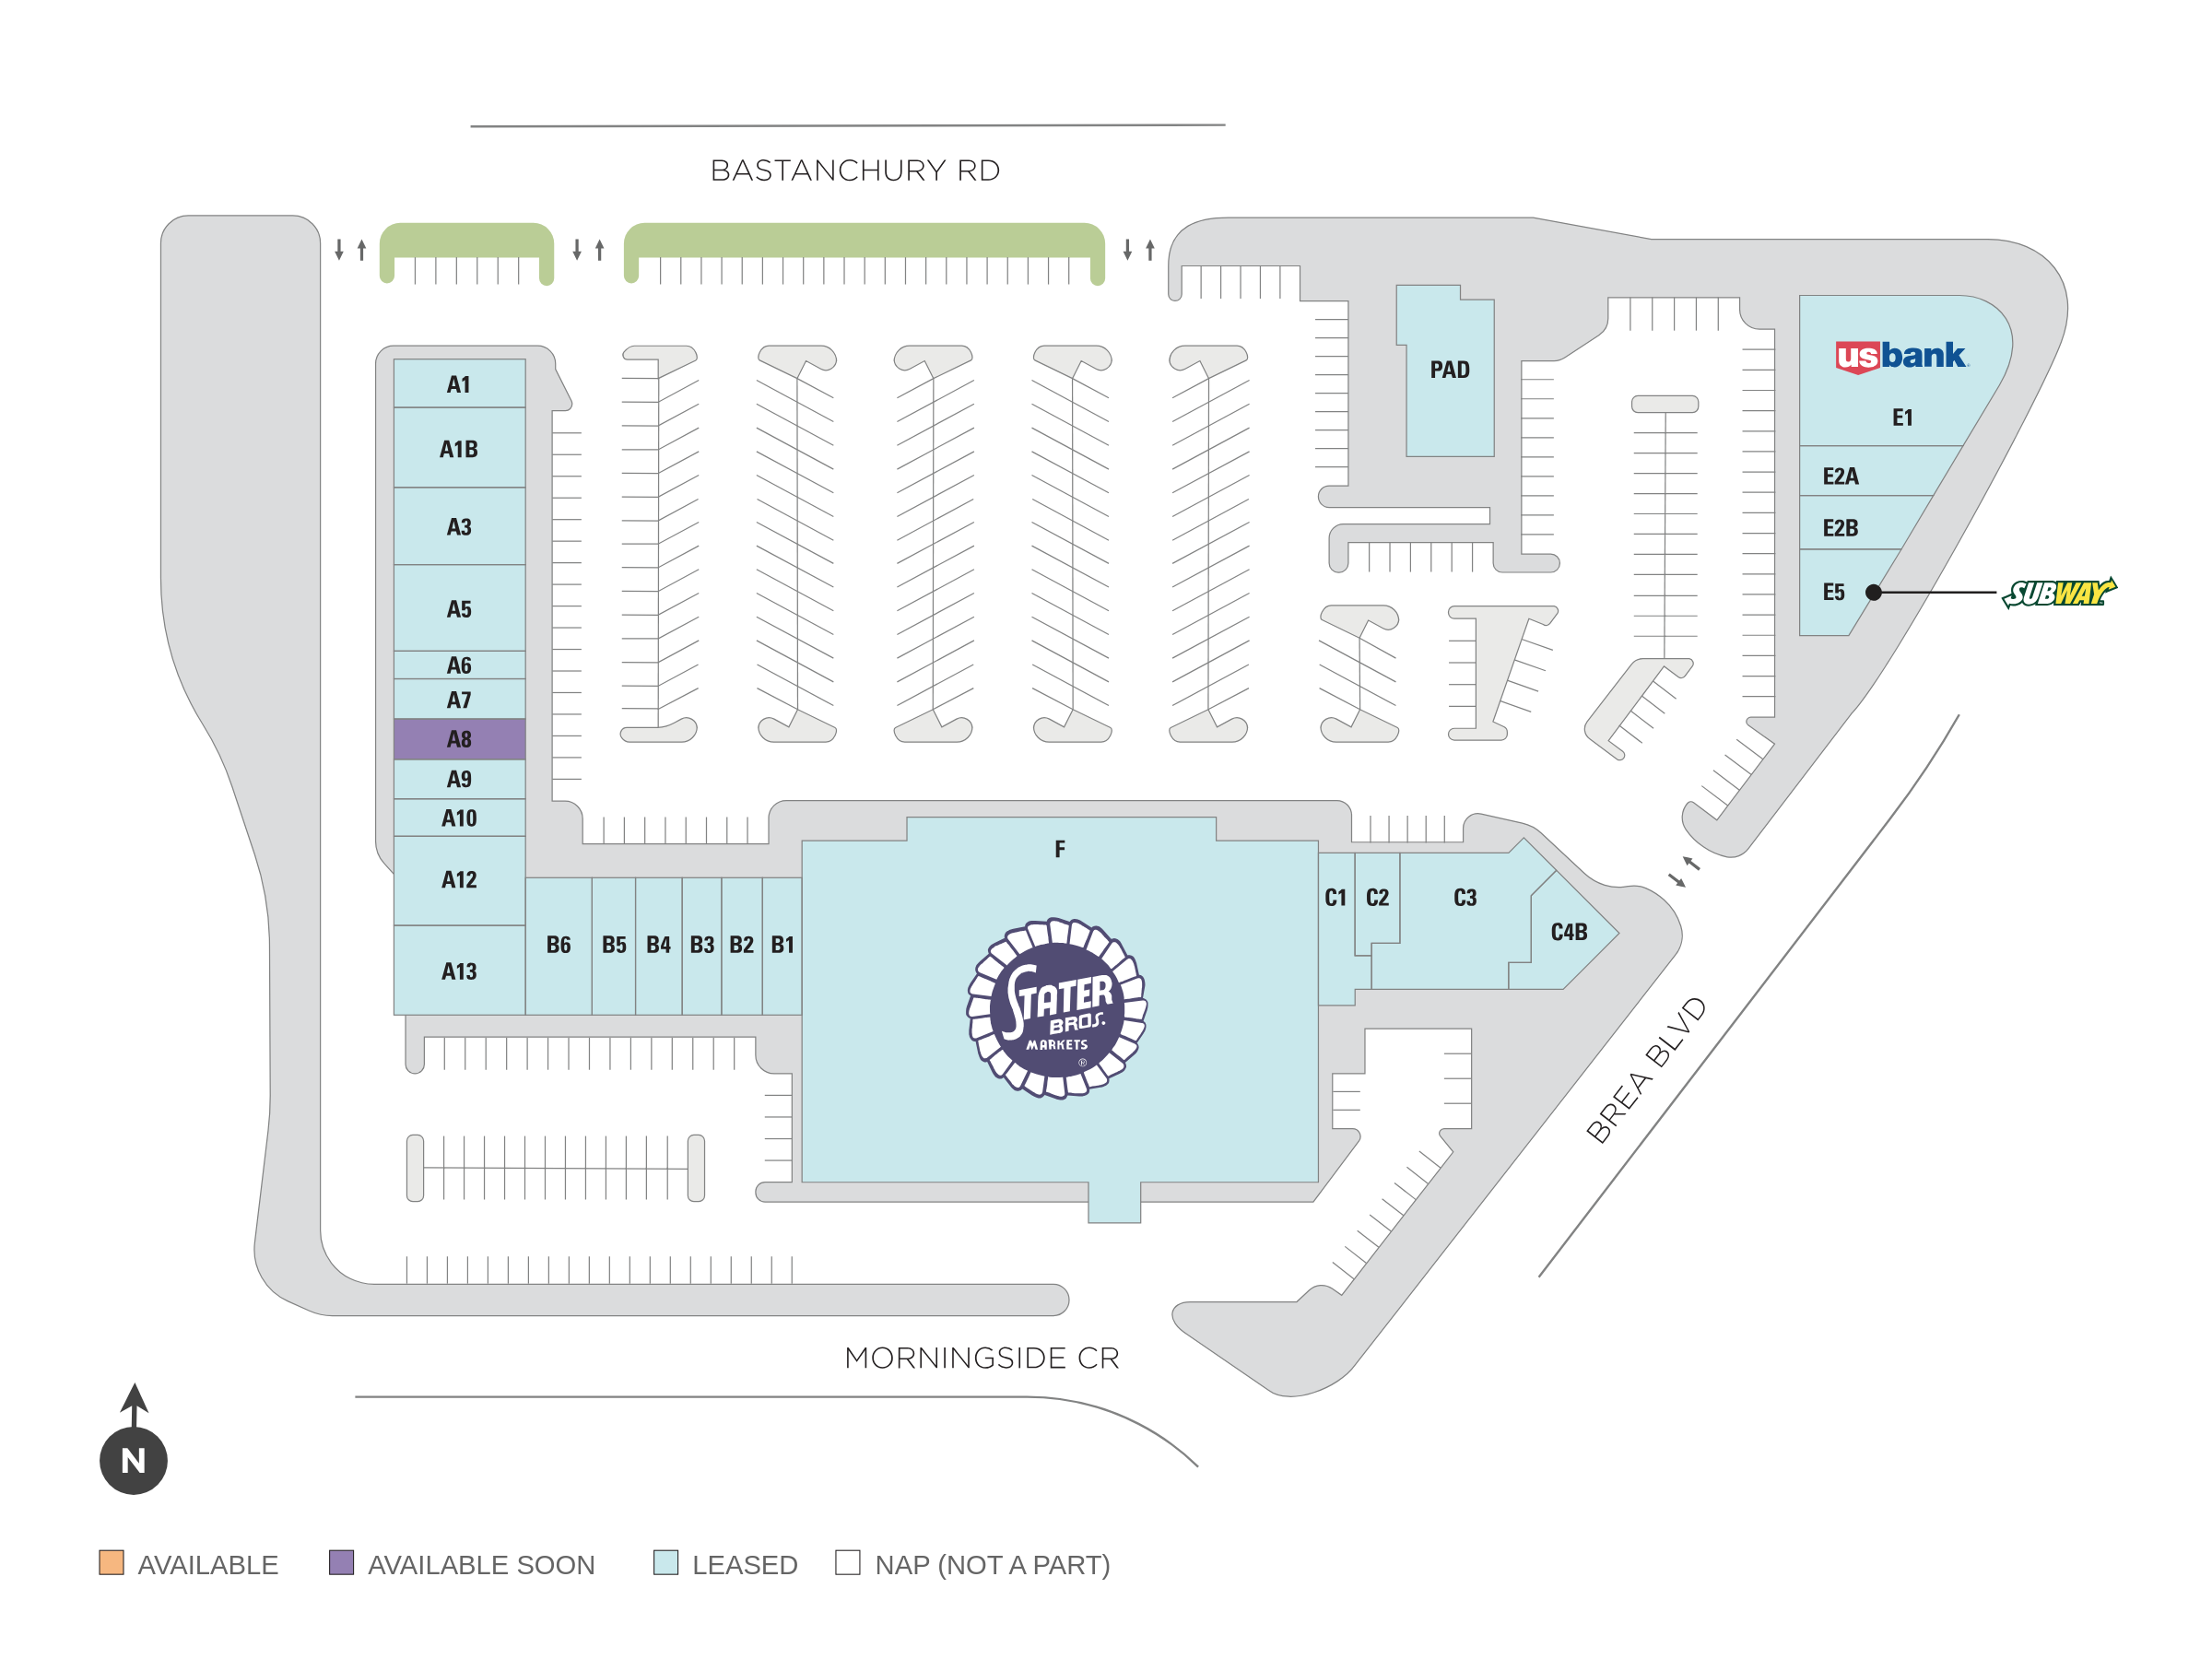 BASTANCHURY RD
A1
A1B
A3
A5
A6
A7
A8
A9
A10
A12
A13
B6
B5
B4
B3
B2
B1
F
STATER
BROS.
MARKETS
®
C1
C2
C3
C4B
PAD
usbank
E1
E2A
E2B
E5
SUBWAY
BREA BLVD
MORNINGSIDE CR
N
AVAILABLE
AVAILABLE SOON
LEASED
NAP (NOT A PART)